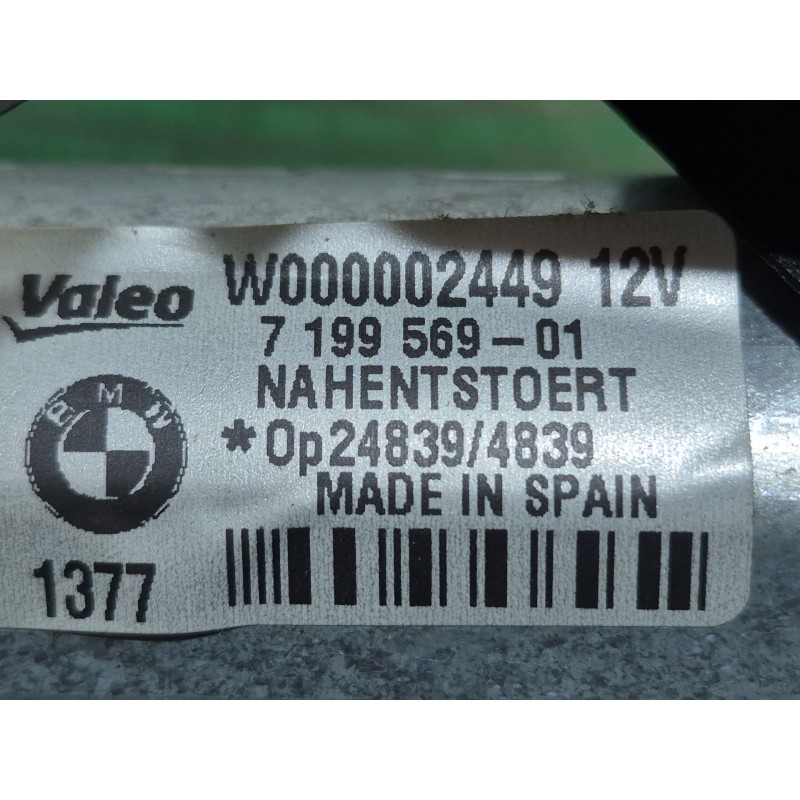 Valeo W000002449 12V
7 199 569-01
NAHENTSTOERT
BMW
*Op24839/4839
MADE IN SPAIN
1377